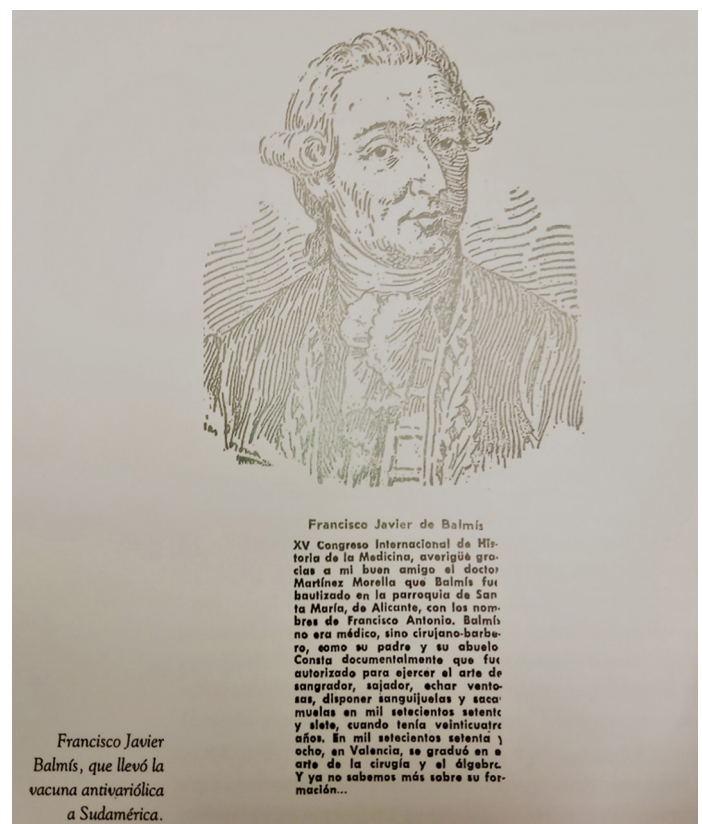 Francisco Javier de Balmís
XV Congreso Internacional de His-
toria de la Medicina, averigüé gra-
cias a mi buen amigo el doctor
Martínez Morella que Balmís fue
bautizado en la parroquia de San
ta María, de Alicante, con los nom-
bres de Francisco Antonio. Balmís
no era médico, sino cirujano-barbe-
ro, como su padre y su abuelo
Consta documentalmente que fue
autorizado para ejercer el arte de
sangrador, sajador, echar vento-
sas, disponer sanguijuelas y saca
muelas en mil setecientos setenta
y siete, cuando tenía veinticuatro
años. En mil setecientos setenta y
ocho, en Valencia, se graduó en e
arte de la cirugía y el álgebra.
Y ya no sabemos más sobre su for-
mación...
Francisco Javier
Balmís, que llevó la
vacuna antivariólica
a Sudamérica.